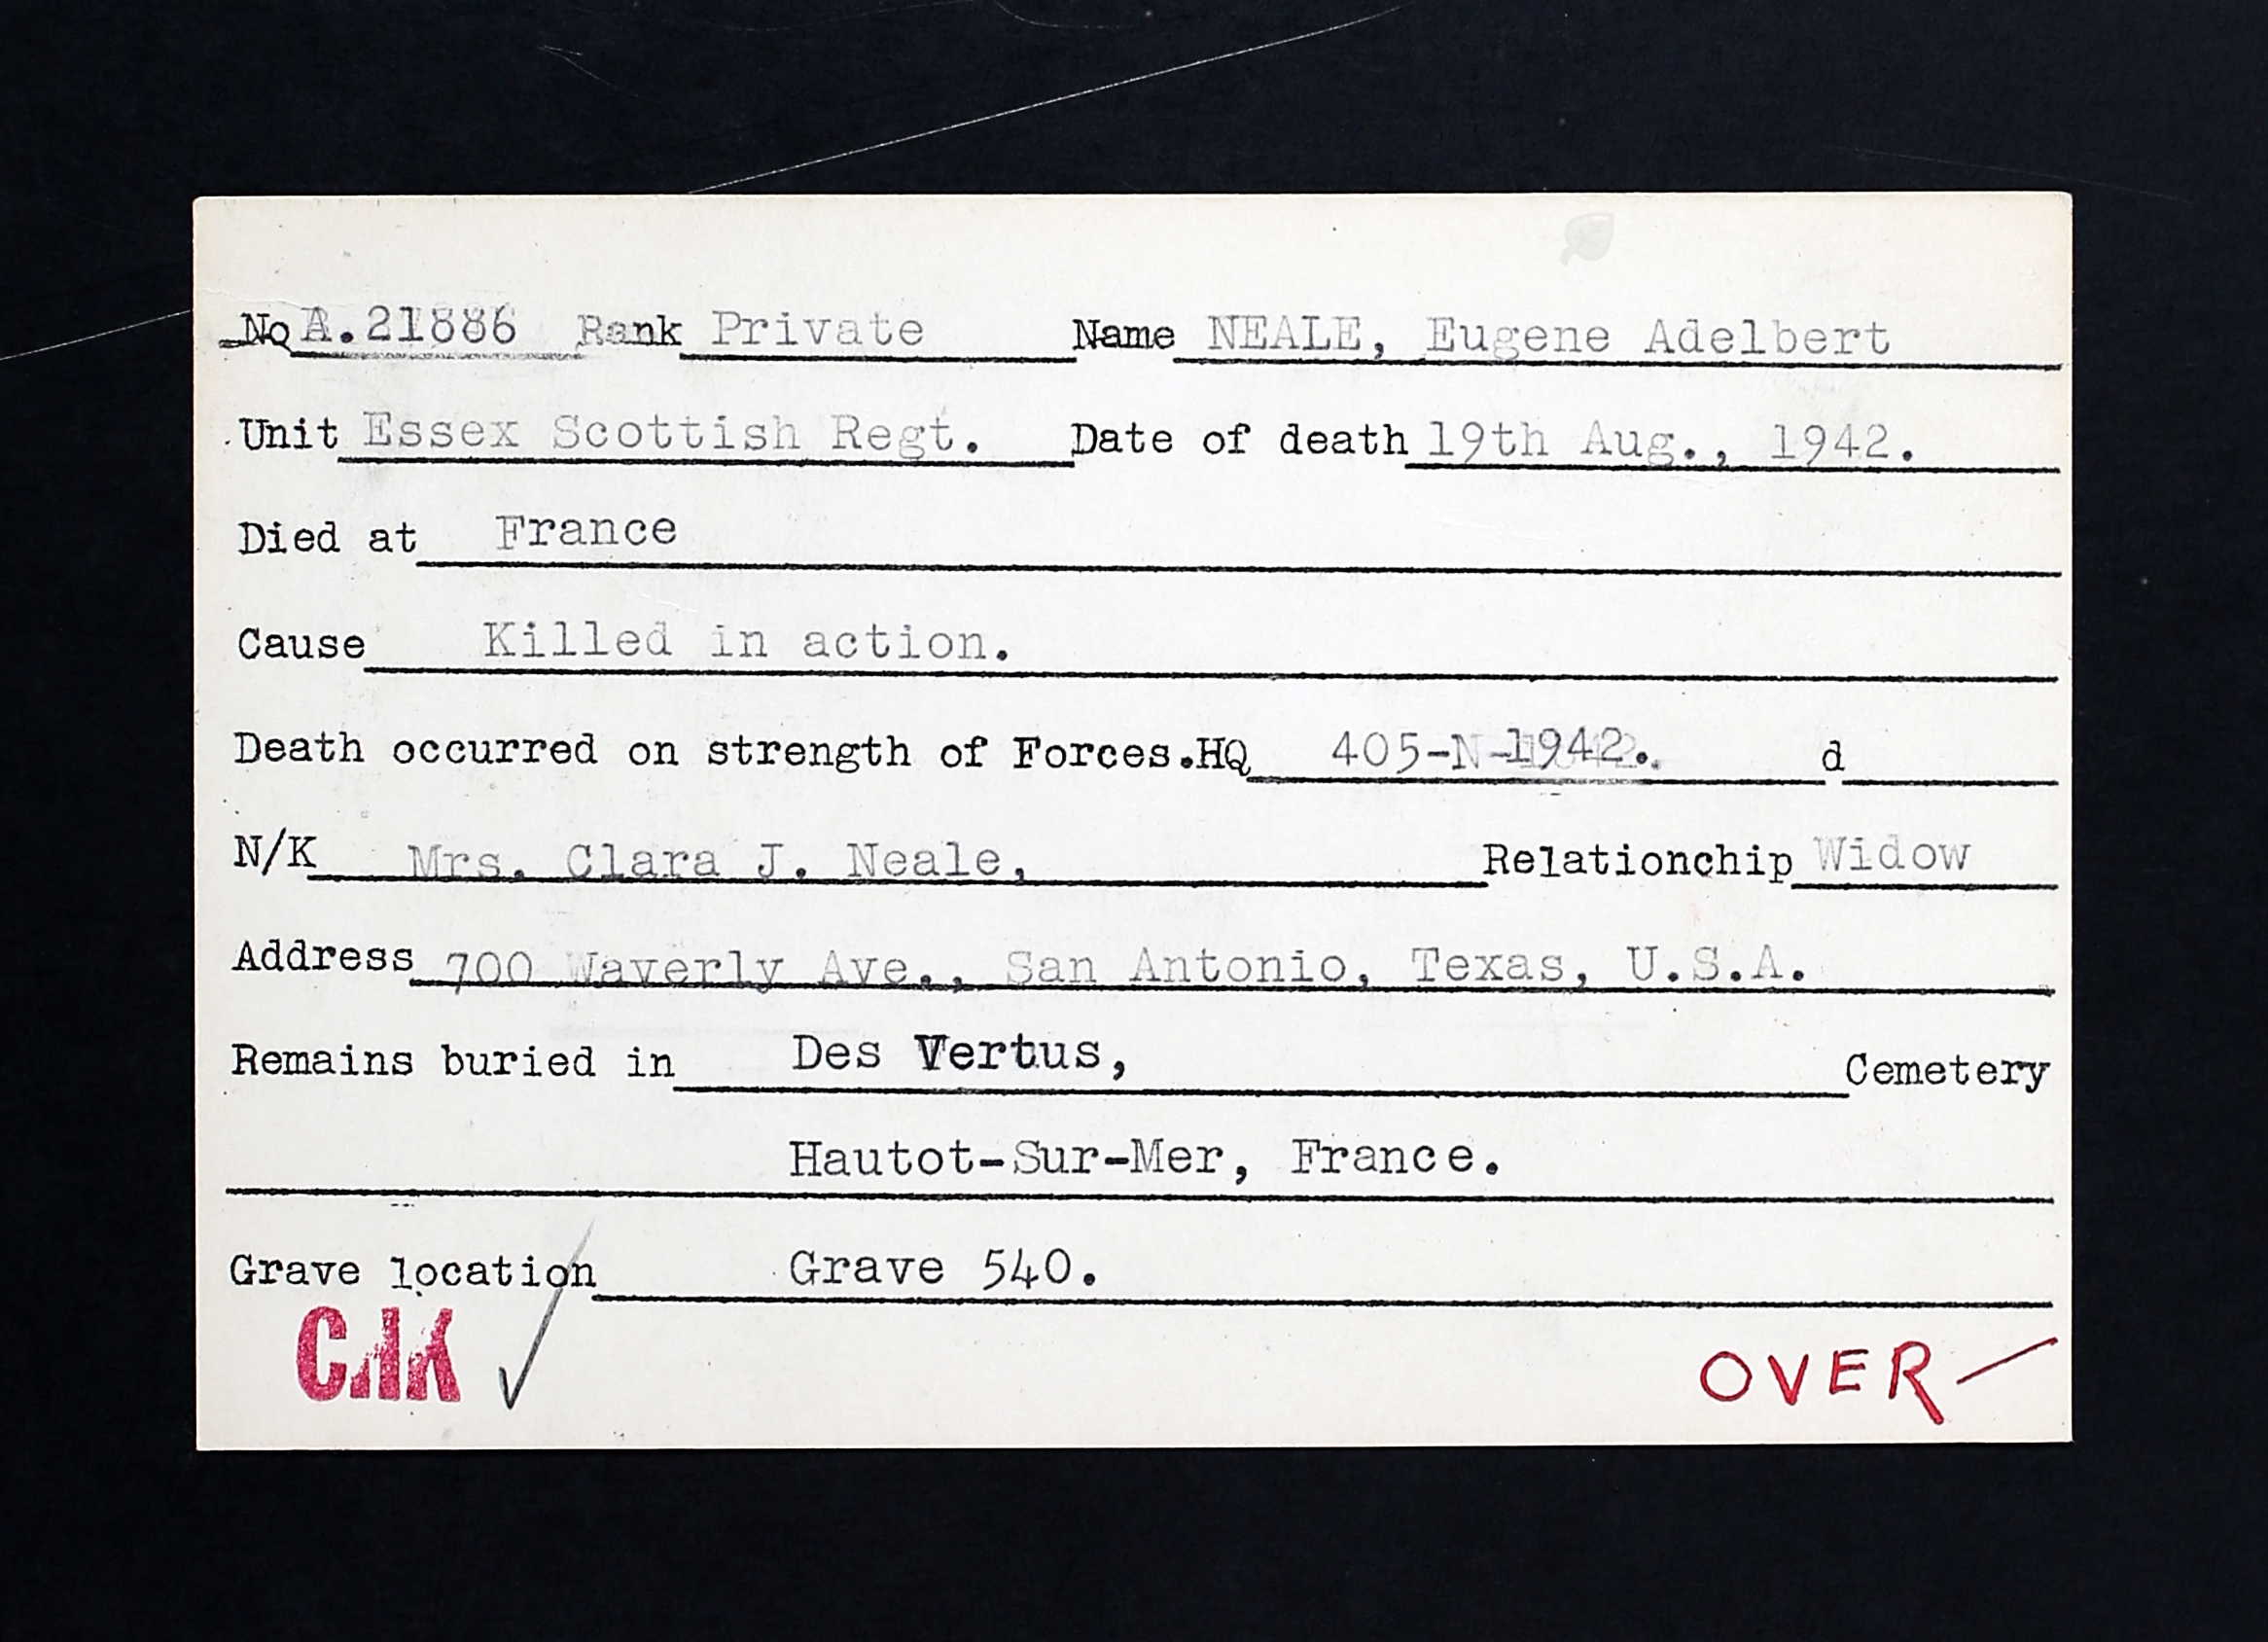 No A.21886 Rank Private Name NEALE, Eugene Adelbert
Unit Essex Scottish Regt. Date of death 19th Aug., 1942.
Died at France
Cause Killed in action.
Death occurred on strength of Forces.HQ 405-N-1942. d
N/K Mrs. Clara J. Neale, Relationchip Widow
Address 700 Waverly Ave., San Antonio, Texas, U.S.A.
Remains buried in Des Vertus, Cemetery
Hautot-Sur-Mer, France.
Grave location Grave 540.
OVER